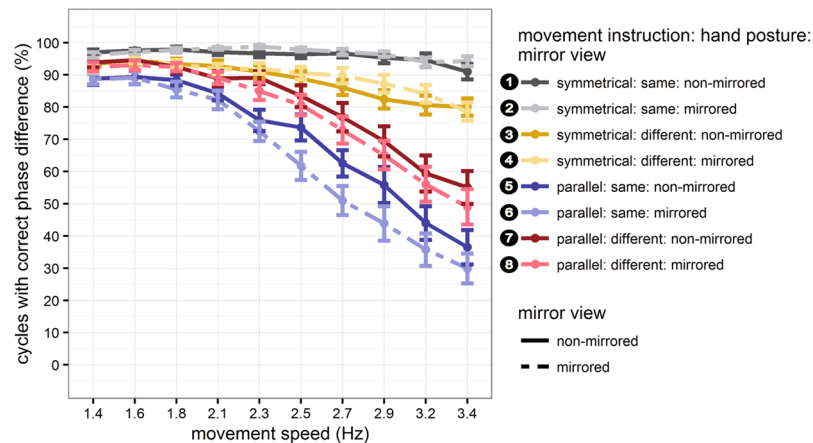 cycles with correct phase difference (%)
100
90
80
70
60
50
40
30
20
10
0
1.4 1.6 1.8 2.1 2.3 2.5 2.7 2.9 3.2 3.4
movement speed (Hz)
movement instruction: hand posture:
mirror view
1 symmetrical: same: non-mirrored
2 symmetrical: same: mirrored
3 symmetrical: different: non-mirrored
4 symmetrical: different: mirrored
5 parallel: same: non-mirrored
6 parallel: same: mirrored
7 parallel: different: non-mirrored
8 parallel: different: mirrored
mirror view
non-mirrored
mirrored